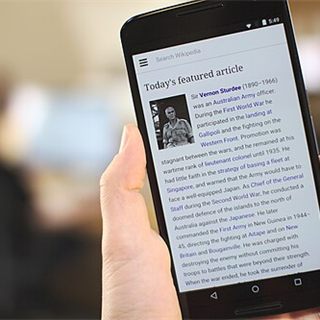 5:49
Search Wikipedia
Today's featured article
Sir Vernon Sturdee (1890–1966)
was an Australian Army officer.
During the First World War he
participated in the landing at
Gallipoli and the fighting on the
Western Front. Promotion was
stagnant between the wars, and he remained at his
wartime rank of lieutenant colonel until 1935. He
had little faith in the strategy of basing a fleet at
Singapore, and warned that the Army would have to
face a well-equipped Japan. As Chief of the General
Staff during the Second World War, he conducted a
doomed defence of the islands to the north of
Australia against the Japanese. He later
commanded the First Army in New Guinea in 1944–
45, directing the fighting at Aitape and on New
Britain and Bougainville. He was charged with
destroying the enemy without committing his
troops to battles that were beyond their strength.
When the war ended, he took the surrender of